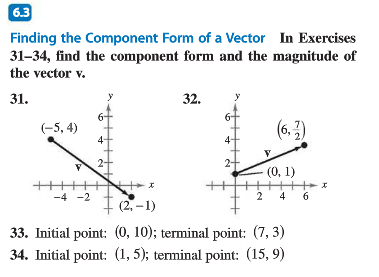 6.3
Finding the Component Form of a Vector In Exercises
31–34, find the component form and the magnitude of
the vector v.
31.
y
6
(−5, 4)
4
2
v
x
−4 −2
(2, −1)
32.
y
6
(6, 7/2)
4
v
2
(0, 1)
x
2 4 6
33. Initial point: (0, 10); terminal point: (7, 3)
34. Initial point: (1, 5); terminal point: (15, 9)